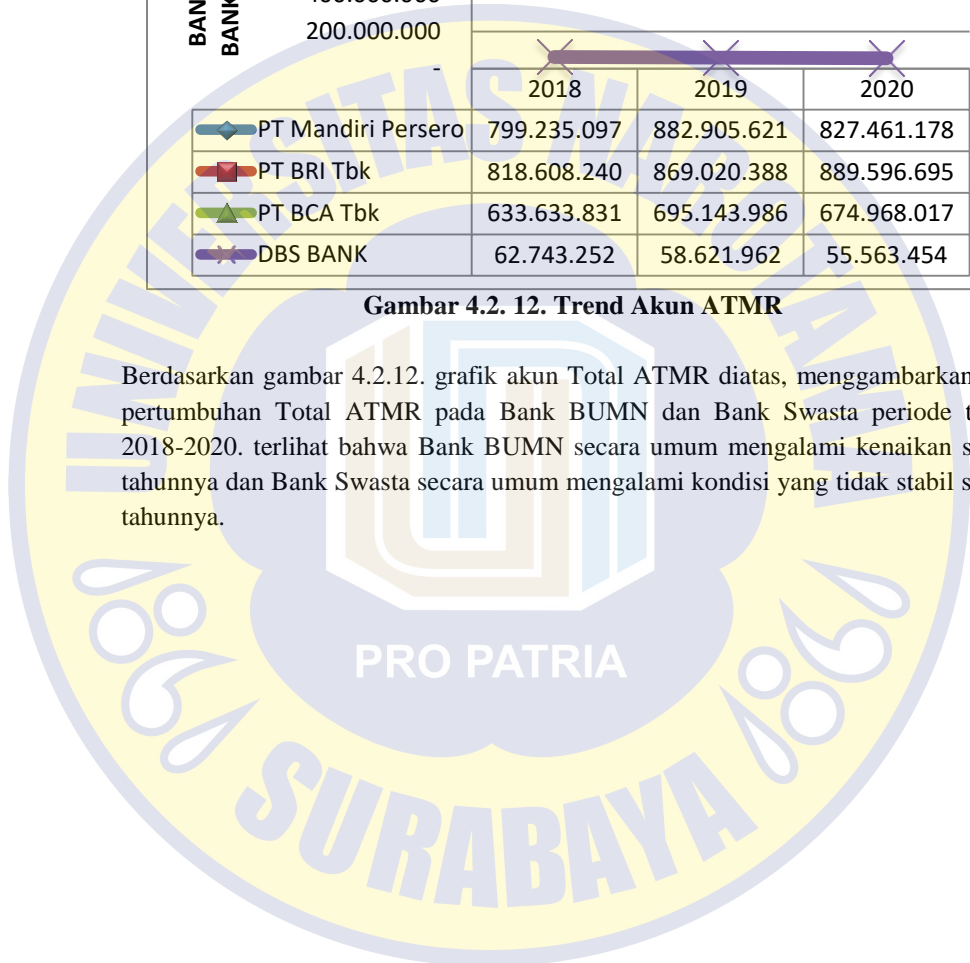 200.000.000
-
2018 2019 2020
PT Mandiri Persero 799.235.097 882.905.621 827.461.178
PT BRI Tbk 818.608.240 869.020.388 889.596.695
PT BCA Tbk 633.633.831 695.143.986 674.968.017
DBS BANK 62.743.252 58.621.962 55.563.454
Gambar 4.2. 12. Trend Akun ATMR
Berdasarkan gambar 4.2.12. grafik akun Total ATMR diatas, menggambarkan
pertumbuhan Total ATMR pada Bank BUMN dan Bank Swasta periode t
2018-2020. terlihat bahwa Bank BUMN secara umum mengalami kenaikan s
tahunnya dan Bank Swasta secara umum mengalami kondisi yang tidak stabil s
tahunnya.
UNIVERSITAS NAROTAMA
PRO PATRIA
SURABAYA